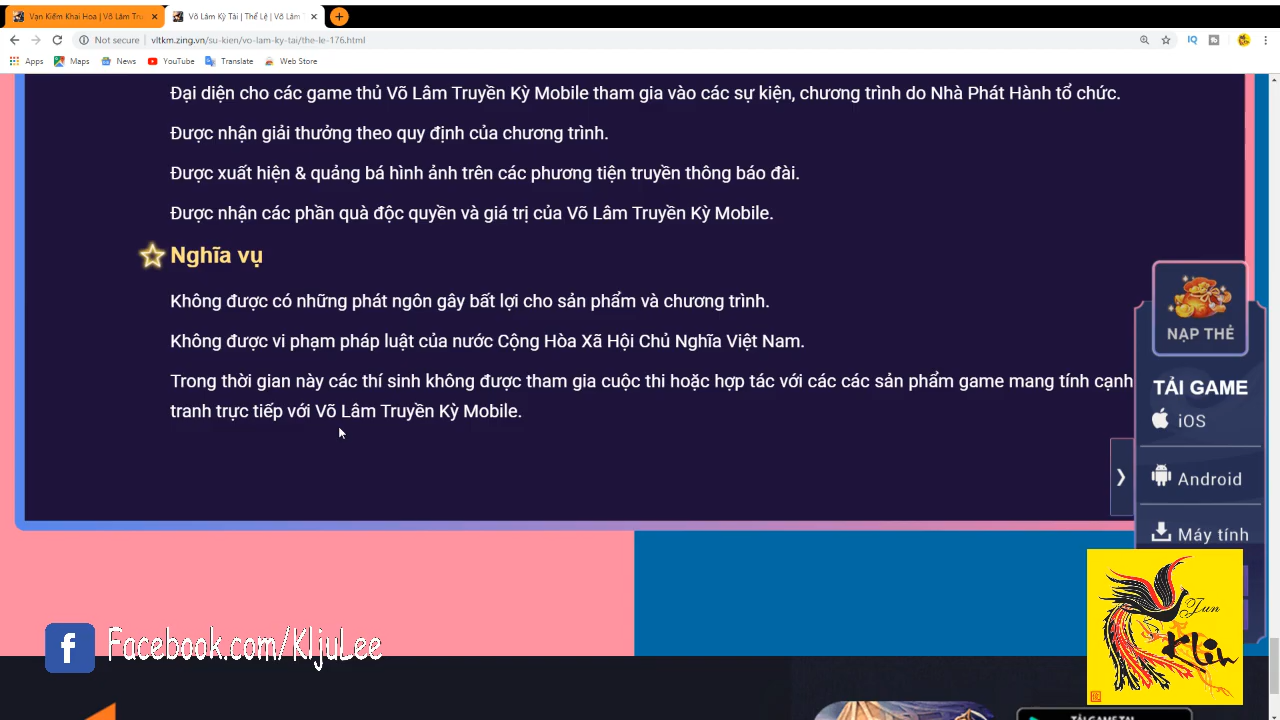 Vạn Kiếm Khai Hoa | Võ Lâm Tru
Võ Lâm Kỳ Tài | Thể Lệ | Võ Lâm
Not secure
vltkm.zing.vn/su-kien/vo-lam-ky-tai/the-le-176.html
IQ
Apps
Maps
News
YouTube
Translate
Web Store
Đại diện cho các game thủ Võ Lâm Truyền Kỳ Mobile tham gia vào các sự kiện, chương trình do Nhà Phát Hành tổ chức.
Được nhận giải thưởng theo quy định của chương trình.
Được xuất hiện & quảng bá hình ảnh trên các phương tiện truyền thông báo đài.
Được nhận các phần quà độc quyền và giá trị của Võ Lâm Truyền Kỳ Mobile.
Nghĩa vụ
Không được có những phát ngôn gây bất lợi cho sản phẩm và chương trình.
Không được vi phạm pháp luật của nước Cộng Hòa Xã Hội Chủ Nghĩa Việt Nam.
Trong thời gian này các thí sinh không được tham gia cuộc thi hoặc hợp tác với các các sản phẩm game mang tính cạnh
tranh trực tiếp với Võ Lâm Truyền Kỳ Mobile.
NẠP THẺ
TẢI GAME
iOS
Android
Máy tính
Facebook.com/KljuLee
Jun
Klin
TẢI GAME TẠI